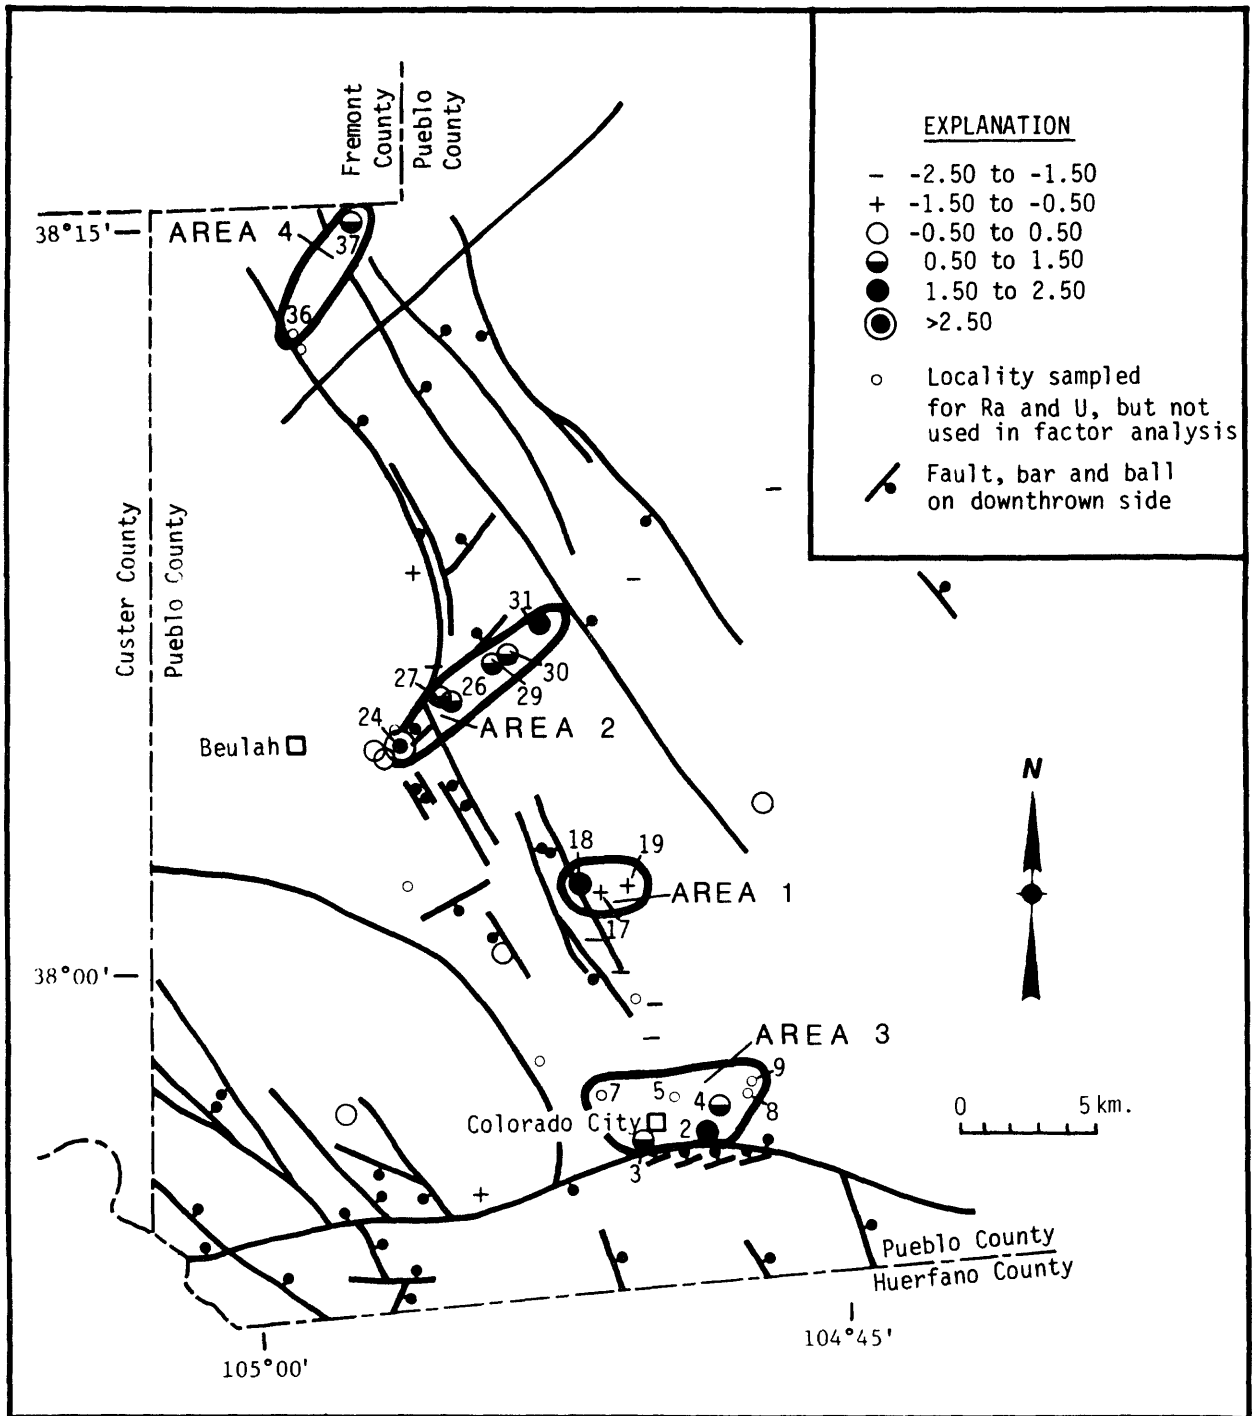 Fremont
County
Pueblo
County
EXPLANATION
− -2.50 to -1.50
+ -1.50 to -0.50
-0.50 to 0.50
0.50 to 1.50
1.50 to 2.50
>2.50
Locality sampled
for Ra and U, but not
used in factor analysis
Fault, bar and ball
on downthrown side
38°15'
AREA 4
37
36
Custer County
Pueblo County
31
30
29
27
26
24
AREA 2
Beulah
N
18
19
AREA 1
17
38°00'
AREA 3
9
7
5
4
8
Colorado City
2
3
0
5 km.
Pueblo County
Huerfano County
105°00'
104°45'